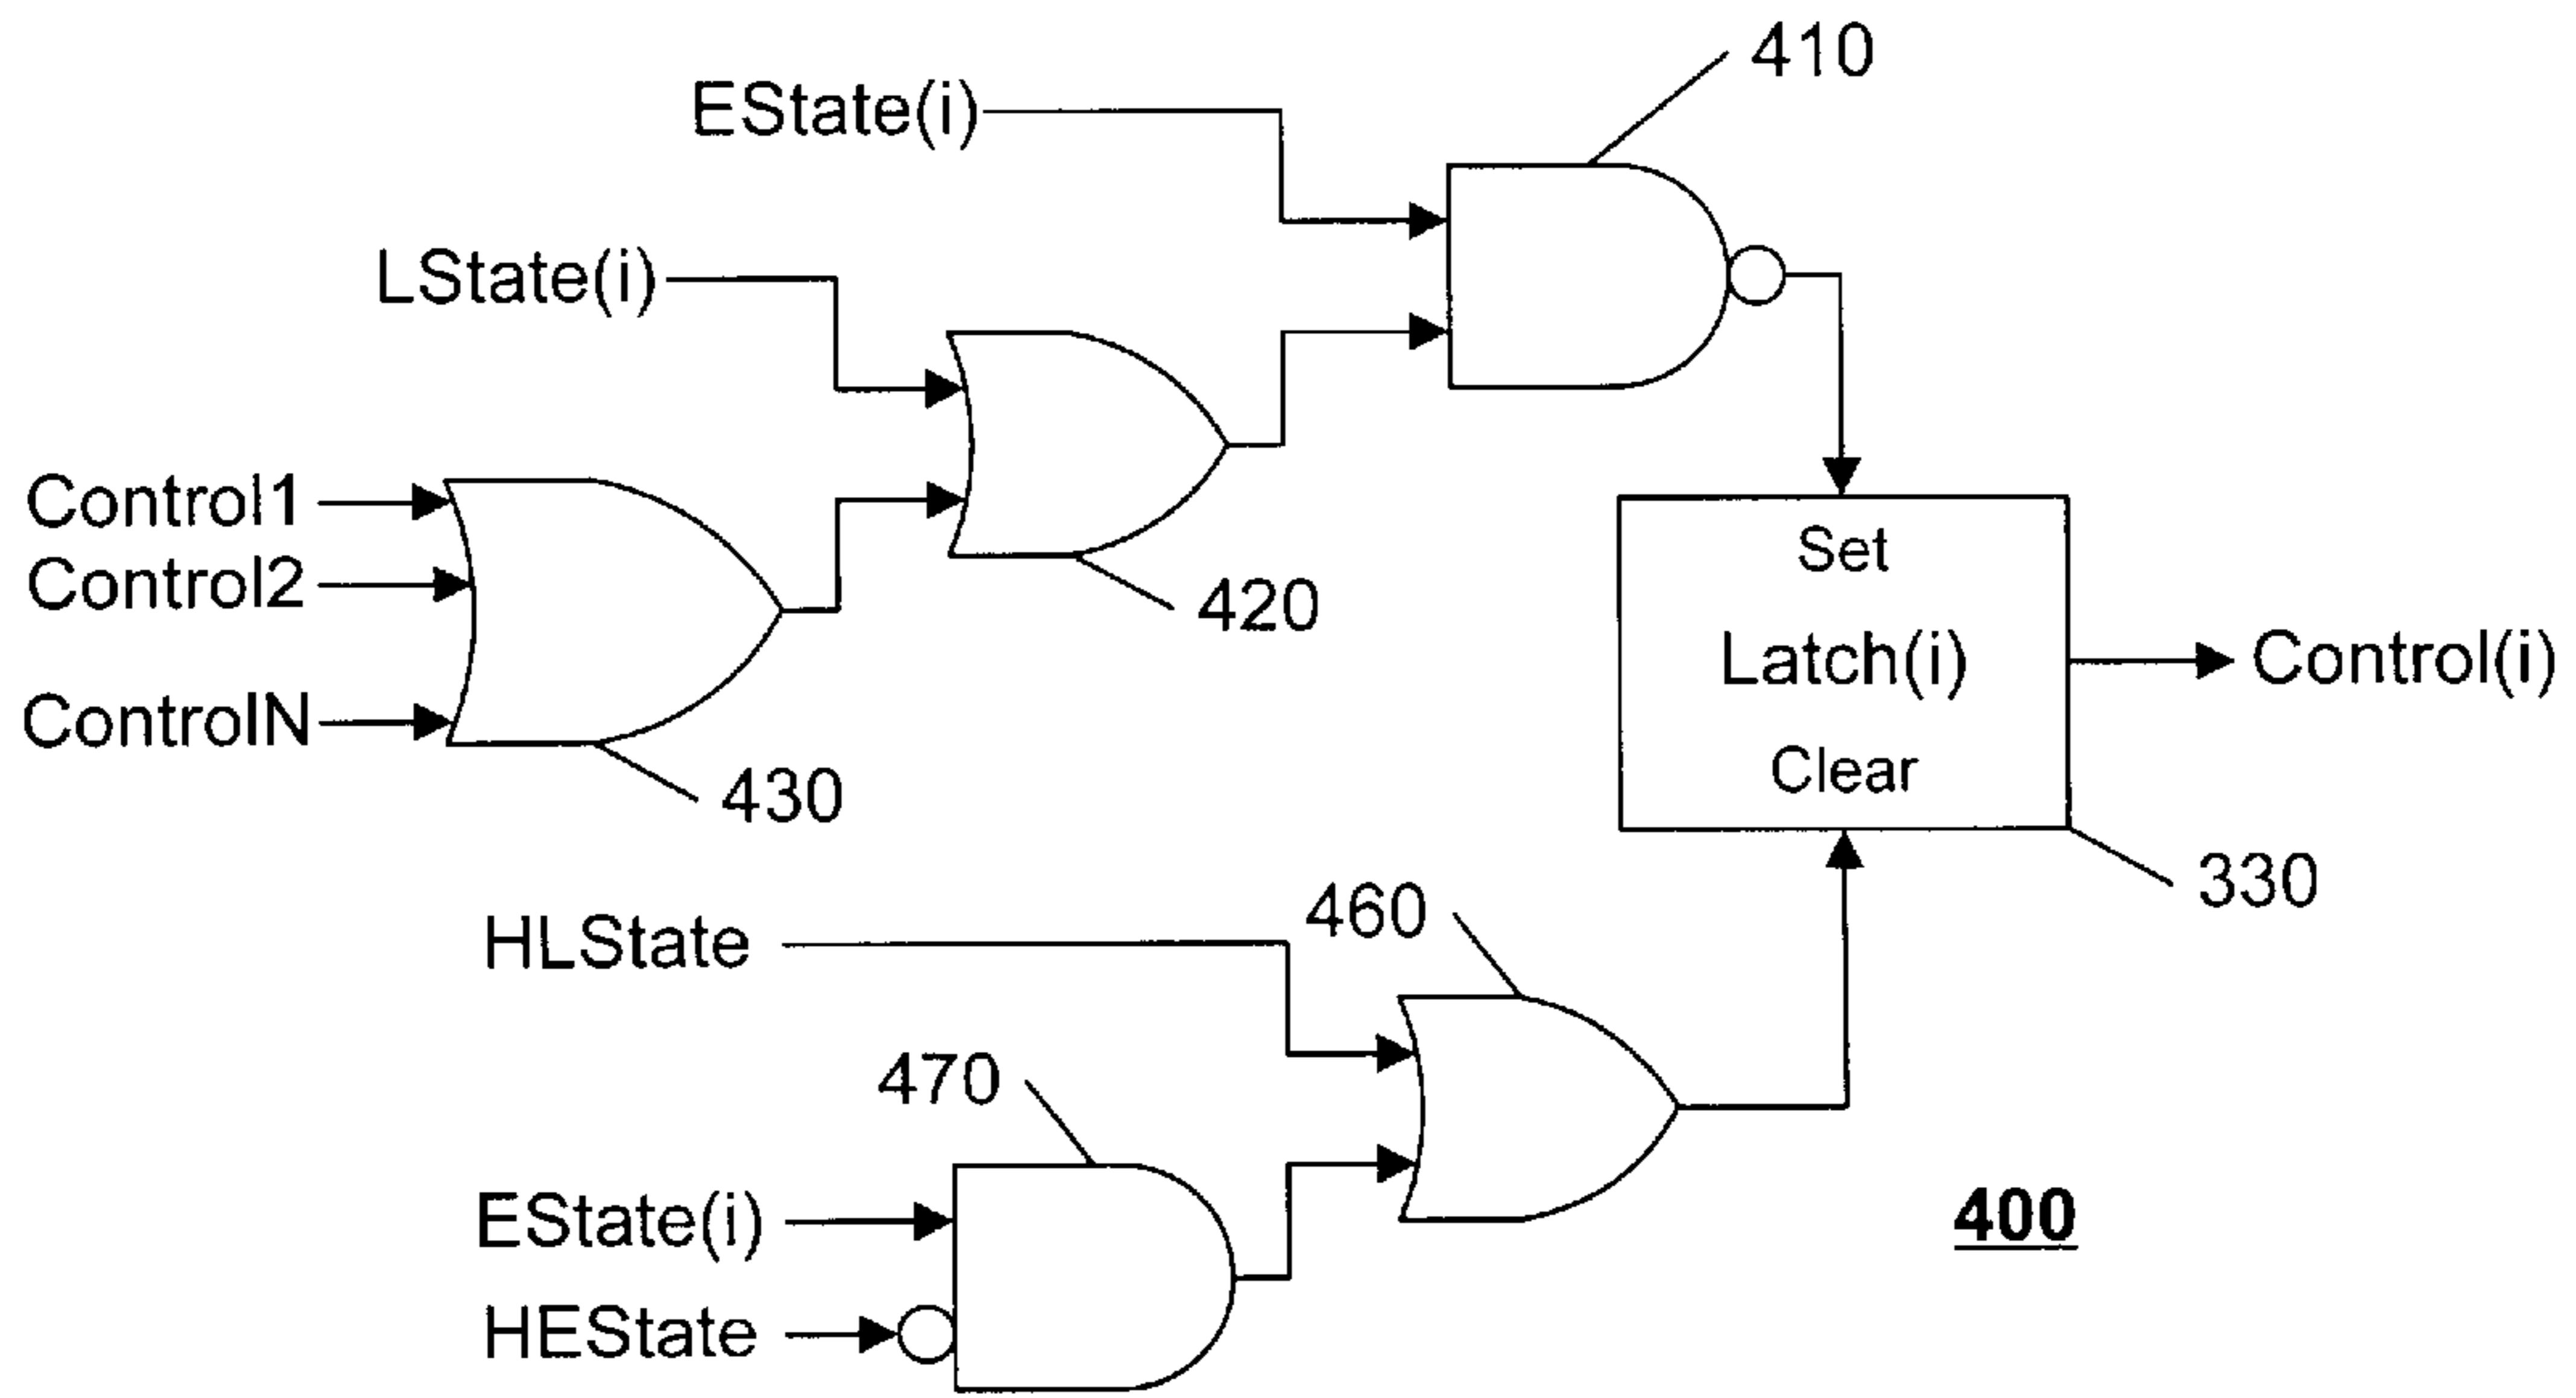 410
EState(i)
LState(i)
Control1
Control2
ControlN
420
430
Set
Latch(i)
Clear
Control(i)
330
460
HLState
470
EState(i)
HEState
400